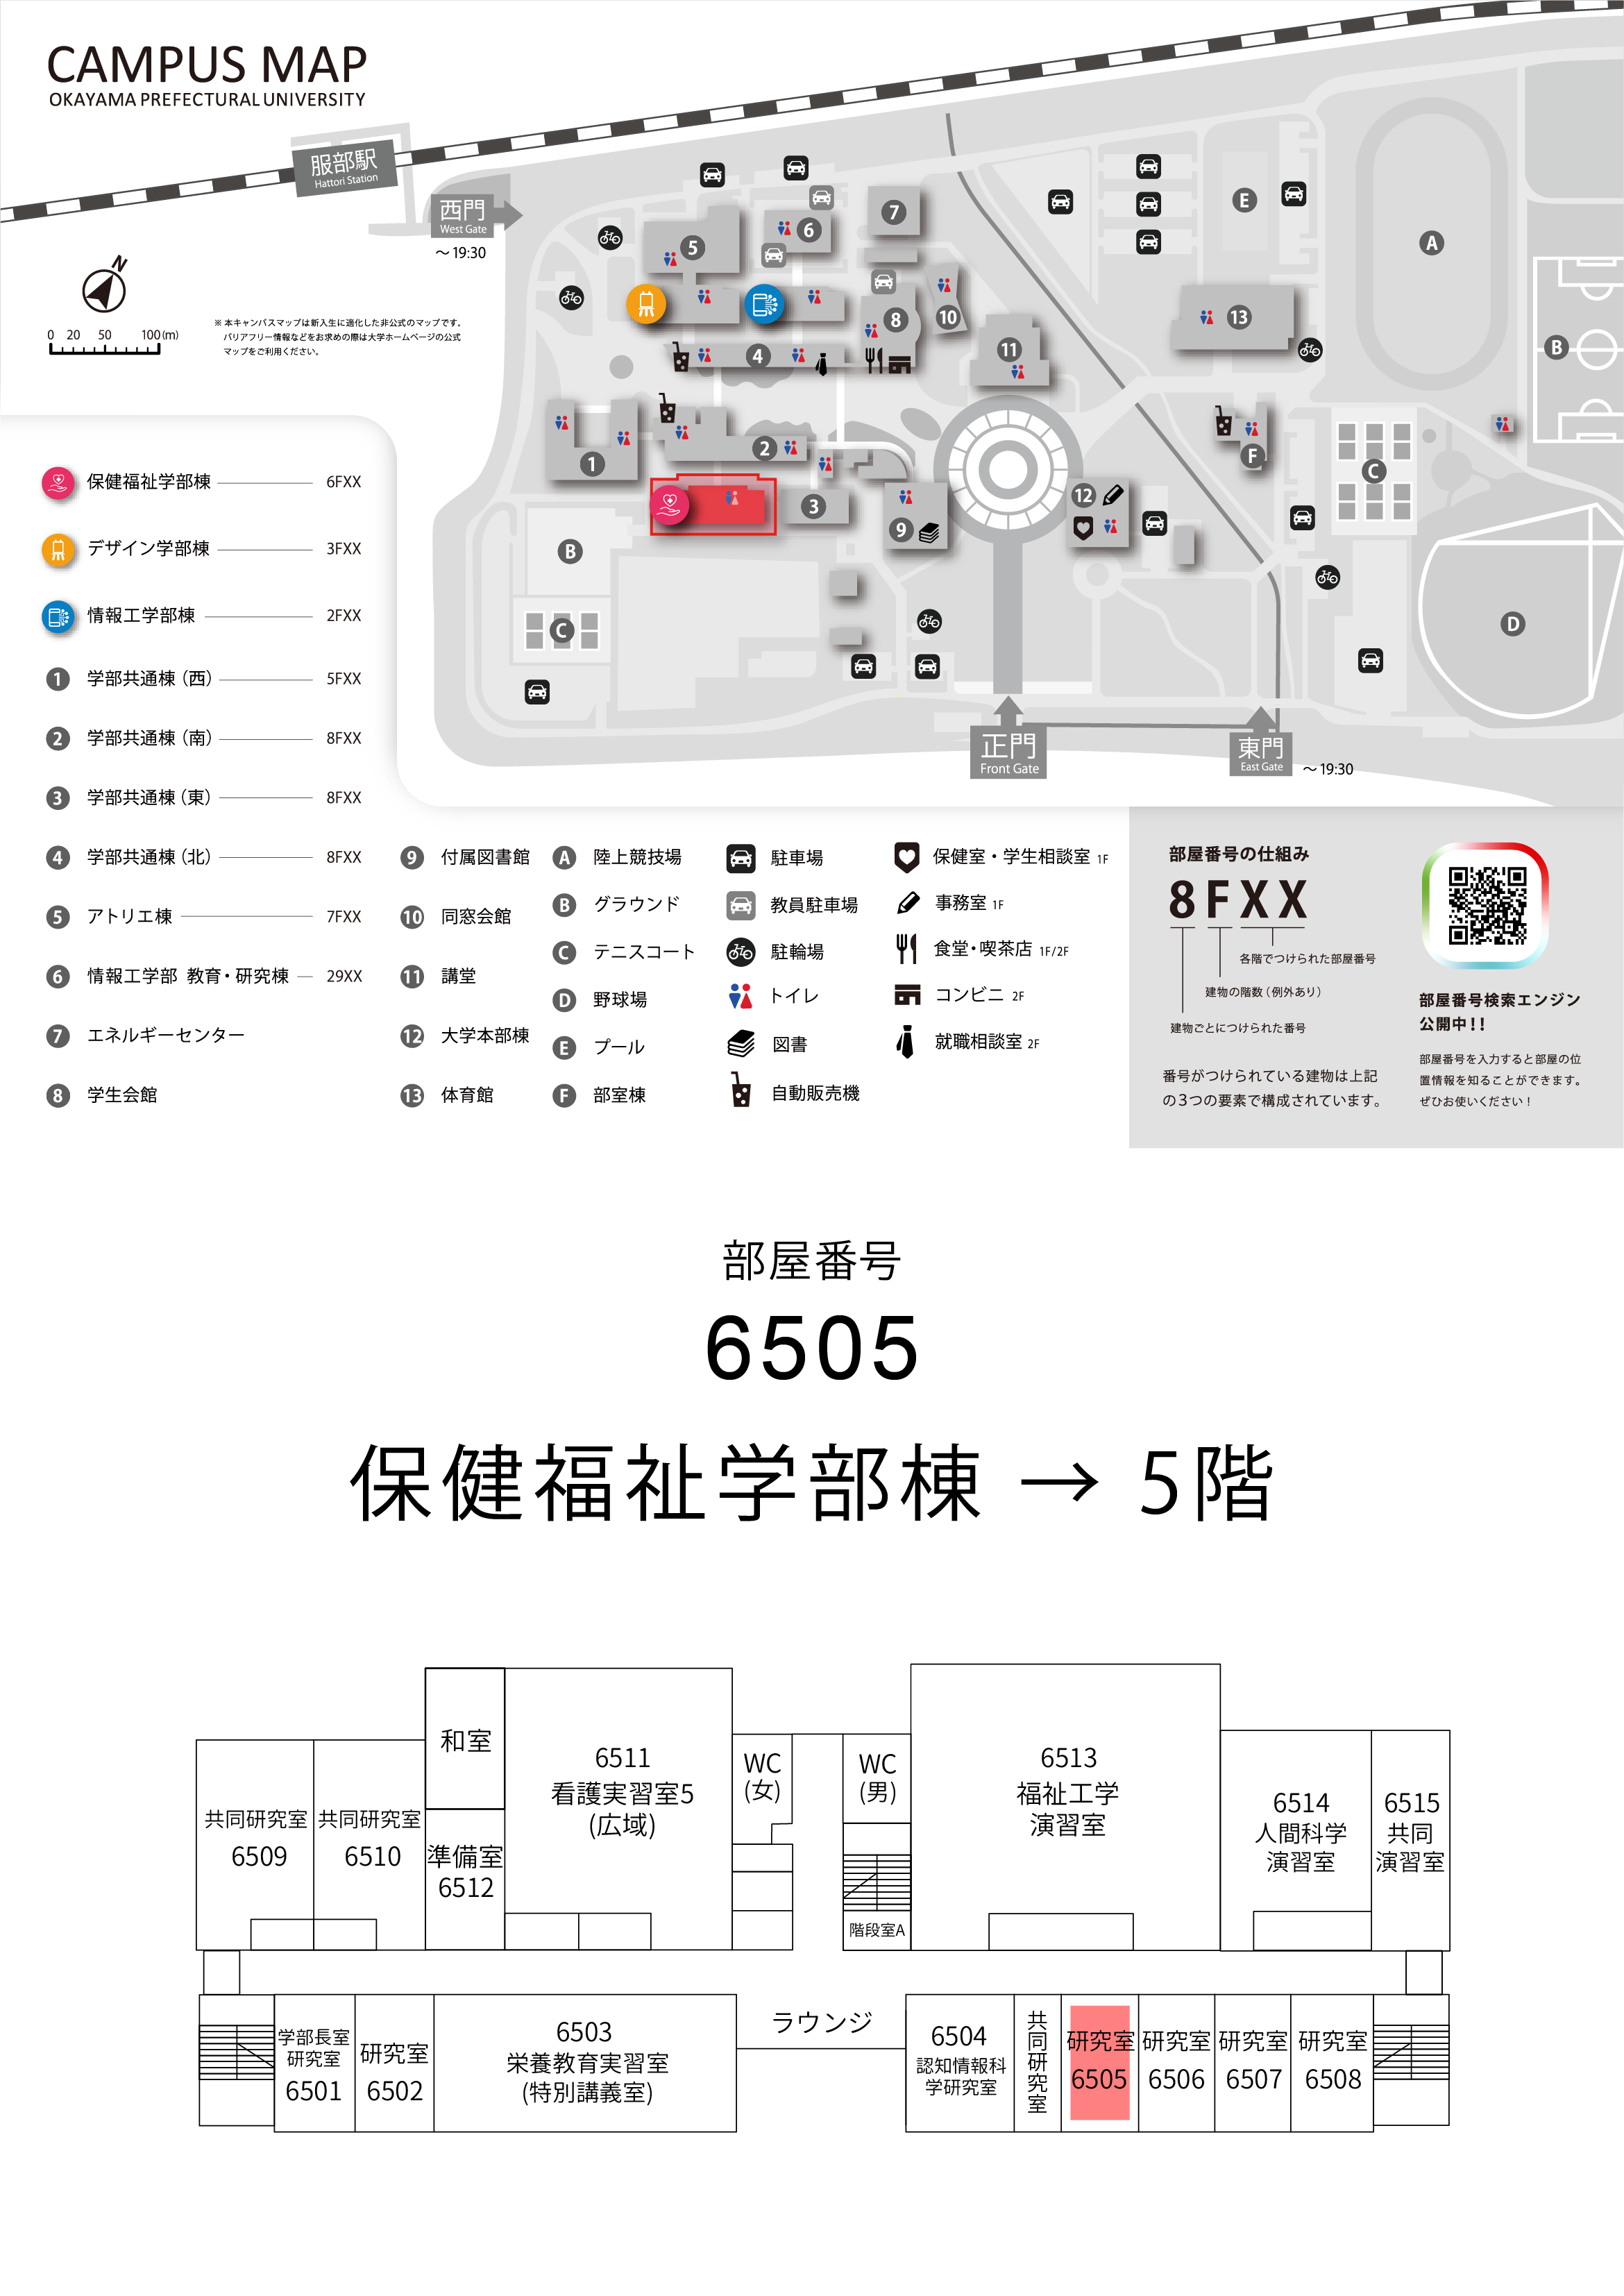 CAMPUS MAP
OKAYAMA PREFECTURAL UNIVERSITY
服部駅
Hattori Station
西門
West Gate
～19:30
N
0 20 50 100(m)
※ 本キャンパスマップは新入生に適化した非公式のマップです。
バリアフリー情報などをお求めの際は大学ホームページの公式
マップをご利用ください。
7
6
5
E
A
8
10
13
4
11
B
2
1
F
C
3
12
9
B
C
D
正門
Front Gate
東門
East Gate
～19:30
保健福祉学部棟 6FXX
デザイン学部棟 3FXX
情報工学部棟 2FXX
1 学部共通棟（西） 5FXX
2 学部共通棟（南） 8FXX
3 学部共通棟（東） 8FXX
4 学部共通棟（北） 8FXX
5 アトリエ棟 7FXX
6 情報工学部 教育・研究棟 29XX
7 エネルギーセンター
8 学生会館
9 付属図書館
10 同窓会館
11 講堂
12 大学本部棟
13 体育館
A 陸上競技場
B グラウンド
C テニスコート
D 野球場
E プール
F 部室棟
駐車場
教員駐車場
駐輪場
トイレ
図書
自動販売機
保健室・学生相談室 1F
事務室 1F
食堂・喫茶店 1F/2F
コンビニ 2F
就職相談室 2F
部屋番号の仕組み
8FXX
各階でつけられた部屋番号
建物の階数（例外あり）
建物ごとにつけられた番号
番号がつけられている建物は上記
の3つの要素で構成されています。
部屋番号検索エンジン
公開中！！
部屋番号を入力すると部屋の位
置情報を知ることができます。
ぜひお使いください！
部屋番号
6505
保健福祉学部棟 → 5階
共同研究室
6509
共同研究室
6510
和室
準備室
6512
6511
看護実習室5
(広域)
WC
(女)
WC
(男)
階段室A
6513
福祉工学
演習室
6514
人間科学
演習室
6515
共同
演習室
学部長室
研究室
6501
研究室
6502
6503
栄養教育実習室
(特別講義室)
ラウンジ
6504
認知情報科
学研究室
共同研究室
研究室
6505
研究室
6506
研究室
6507
研究室
6508